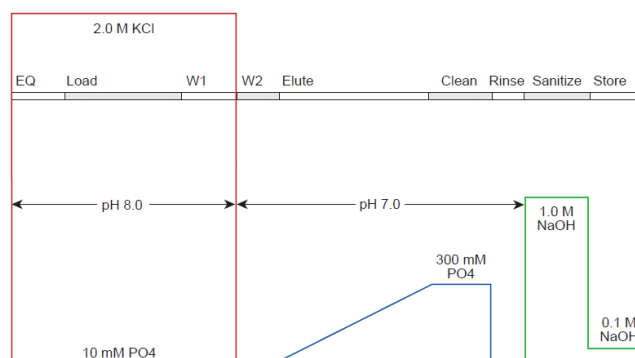 2.0 M KCl
EQ Load W1 W2 Elute Clean Rinse Sanitize Store
pH 8.0 pH 7.0
1.0 M
NaOH
300 mM
PO4
0.1 M
NaOH
10 mM PO4